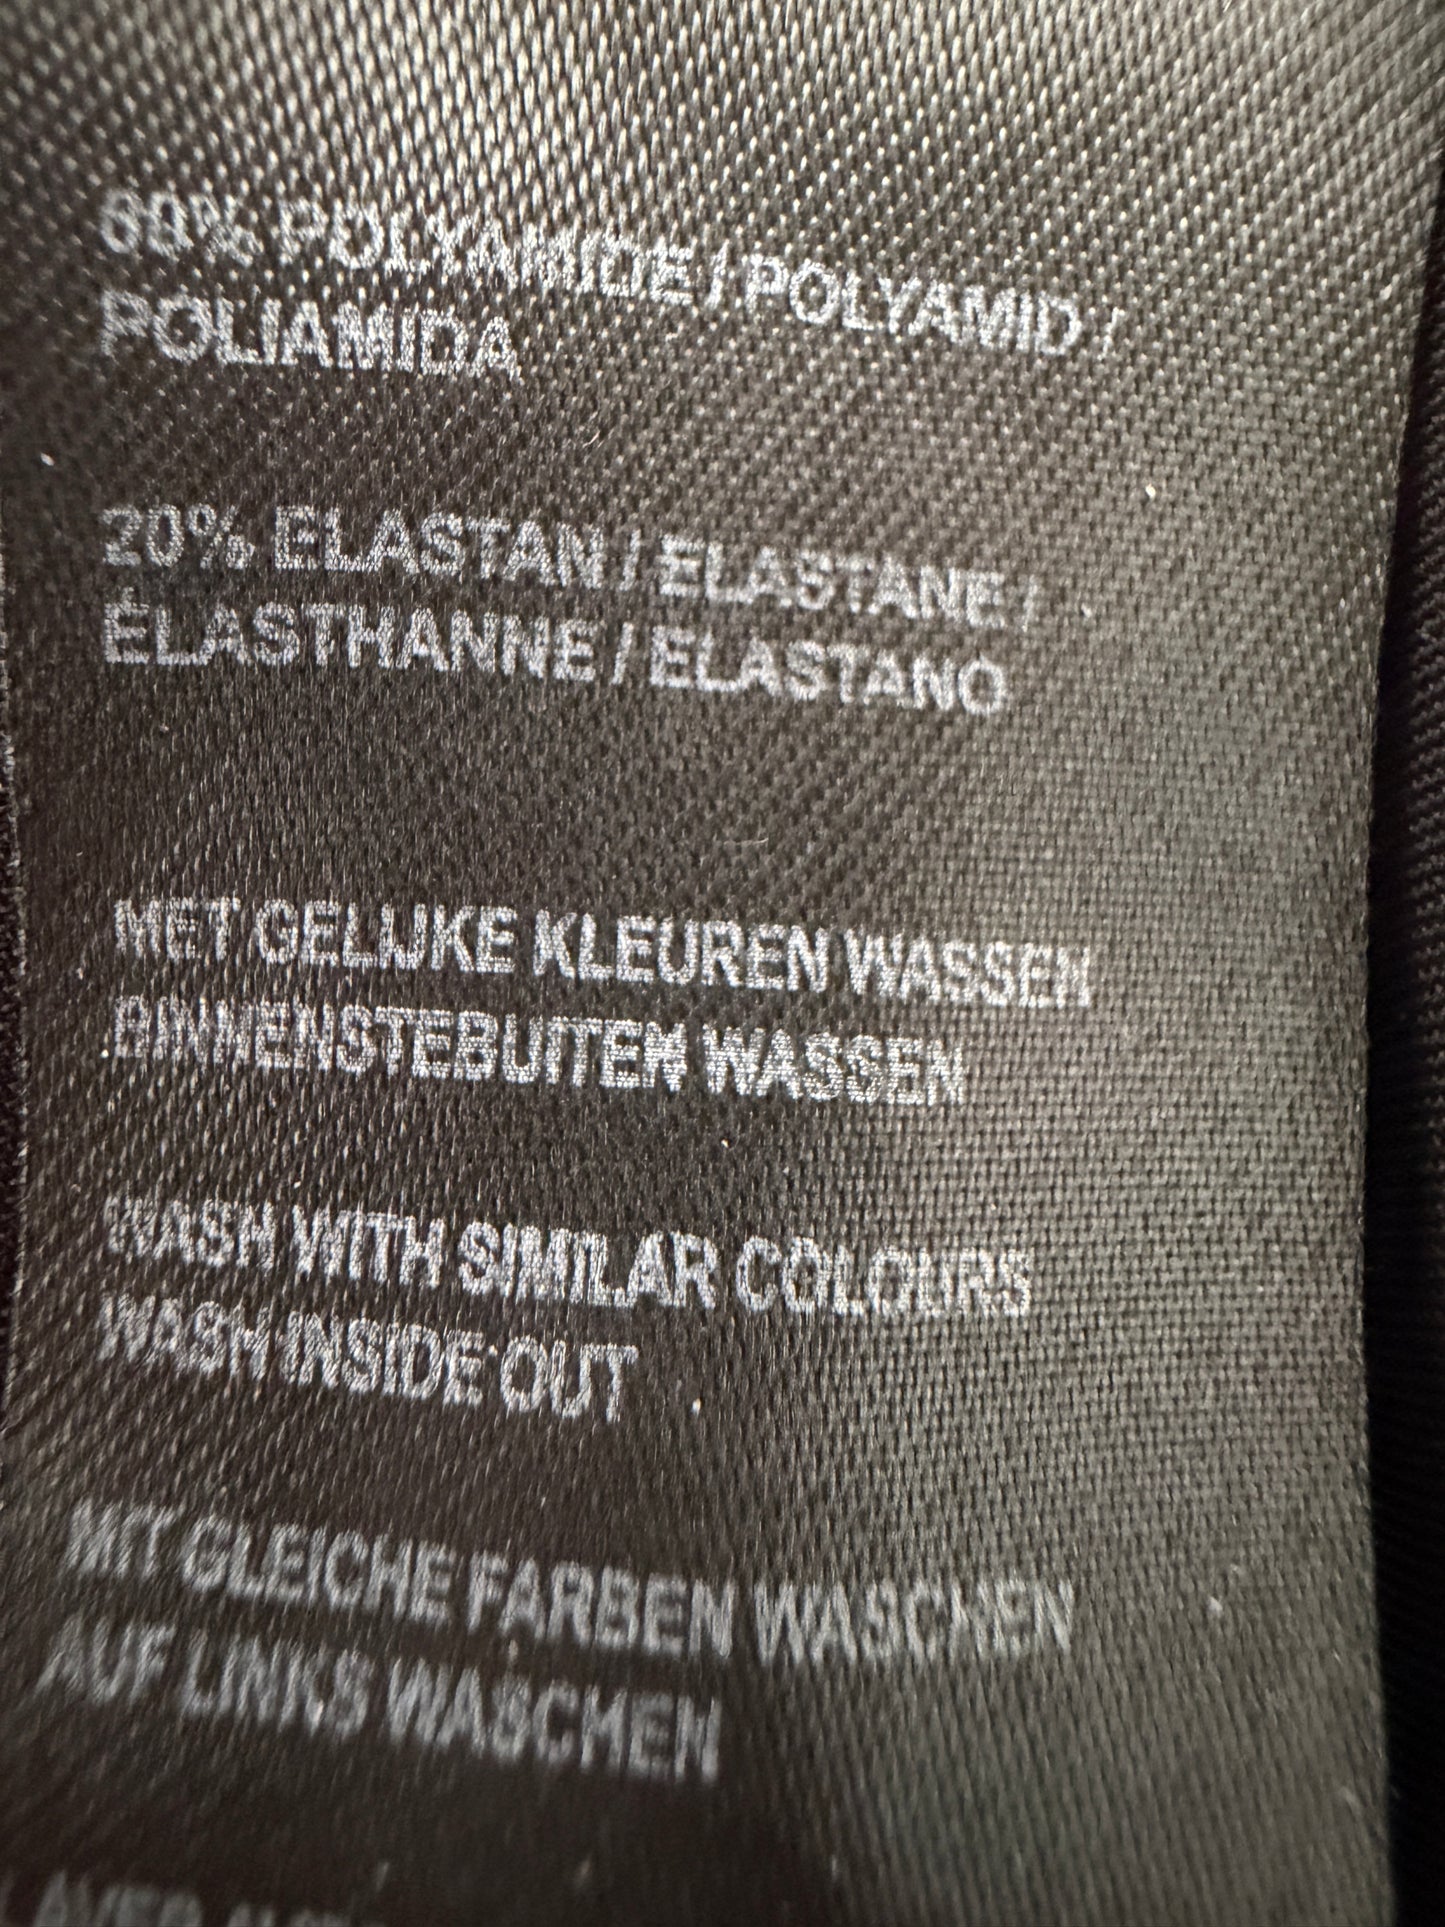 POLYAMIDE / POLYAMID /
POLIAMIDA
20% ELASTAN / ELASTANE /
ÉLASTHANNE / ELASTANO
MET GELIJKE KLEUREN WASSEN
BINNENSTEBUITEN WASSEN
WASH WITH SIMILAR COLOURS
WASH INSIDE OUT
MIT GLEICHE FARBEN WASCHEN
AUF LINKS WASCHEN